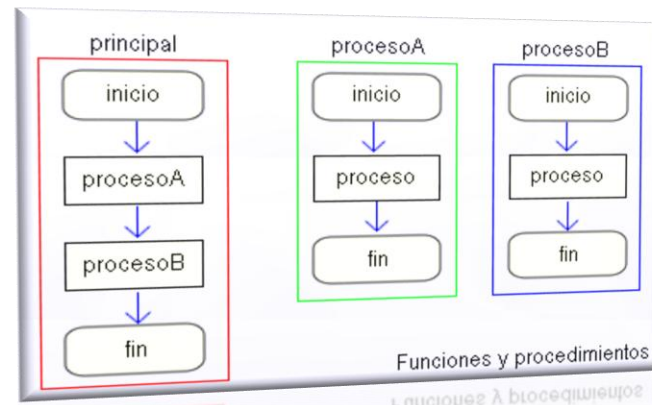 principal
inicio
procesoA
procesoB
fin
procesoA
inicio
proceso
fin
procesoB
inicio
proceso
fin
Funciones y procedimientos